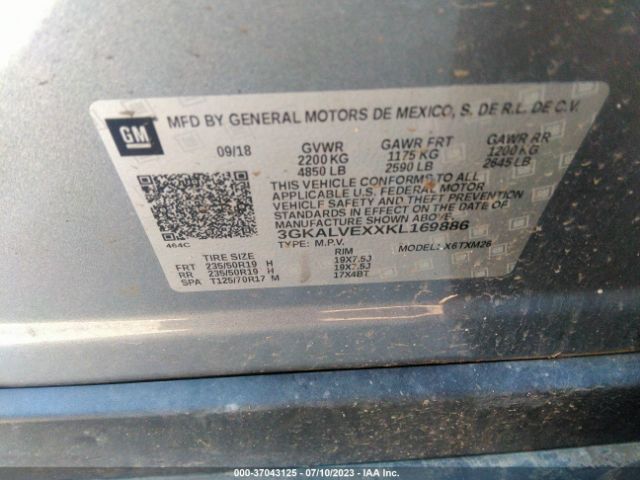 GM
MFD BY GENERAL MOTORS DE MEXICO, S. DE R.L. DE C.V.
09/18 GVWR GAWR FRT GAWR RR
2200 KG 1175 KG 1200 KG
4850 LB 2590 LB 2645 LB
THIS VEHICLE CONFORMS TO ALL
APPLICABLE U.S. FEDERAL MOTOR
VEHICLE SAFETY AND THEFT PREVENTION
STANDARDS IN EFFECT ON THE DATE OF
MANUFACTURE SHOWN ABOVE.
3GKALVEXXKL169886
464C TYPE: M.P.V. MODEL: X6TXM26
TIRE SIZE RIM
FRT 235/50R19 H 19X7.5J
RR 235/50R19 H 19X7.5J
SPA T125/70R17 M 17X4BT
000-37043125 - 07/10/2023 - IAA Inc.